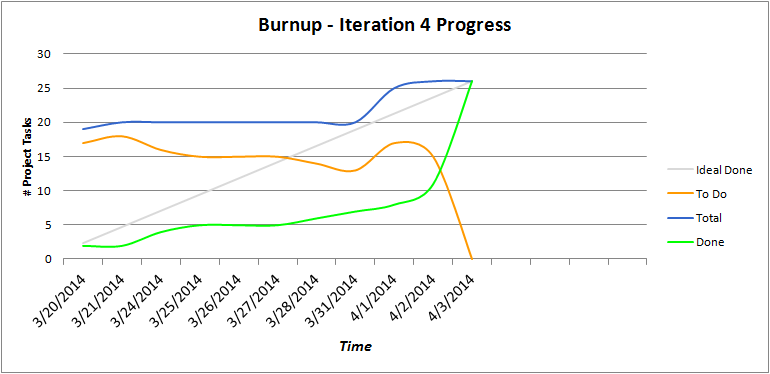 Burnup - Iteration 4 Progress
30
25
20
15
10
5
0
# Project Tasks
3/20/2014
3/21/2014
3/24/2014
3/25/2014
3/26/2014
3/27/2014
3/28/2014
3/31/2014
4/1/2014
4/2/2014
4/3/2014
Time
Ideal Done
To Do
Total
Done